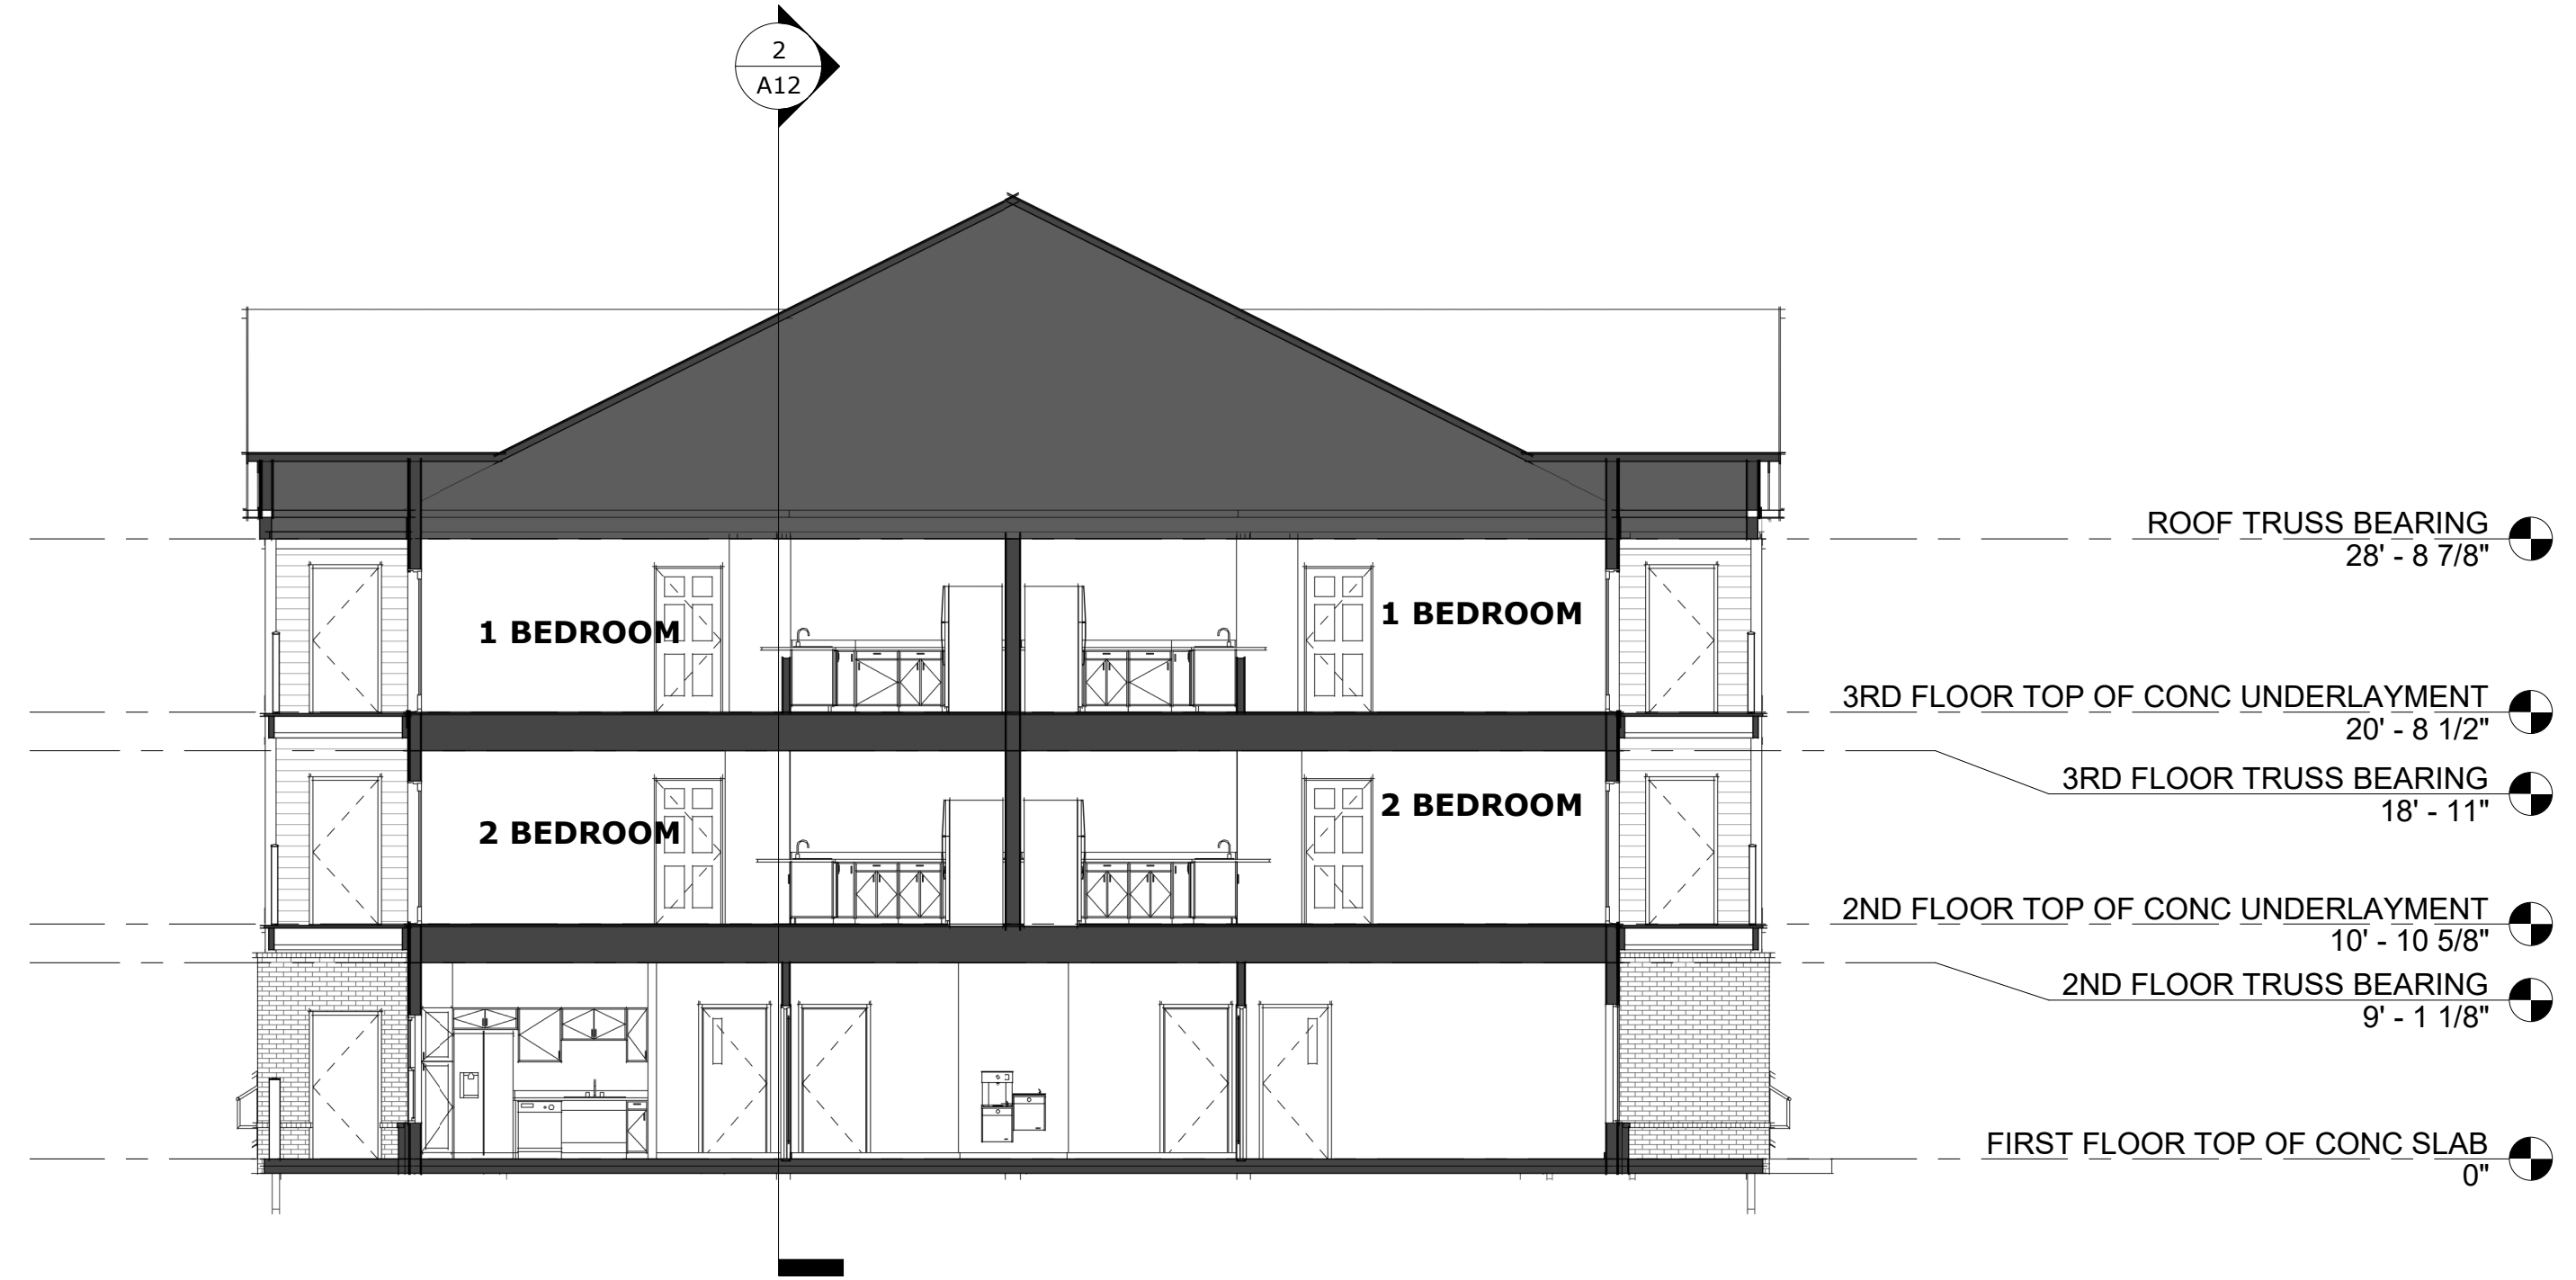 2
A12
ROOF TRUSS BEARING
28' - 8 7/8"
1 BEDROOM
1 BEDROOM
3RD FLOOR TOP OF CONC UNDERLAYMENT
20' - 8 1/2"
3RD FLOOR TRUSS BEARING
18' - 11"
2 BEDROOM
2 BEDROOM
2ND FLOOR TOP OF CONC UNDERLAYMENT
10' - 10 5/8"
2ND FLOOR TRUSS BEARING
9' - 1 1/8"
FIRST FLOOR TOP OF CONC SLAB
0"